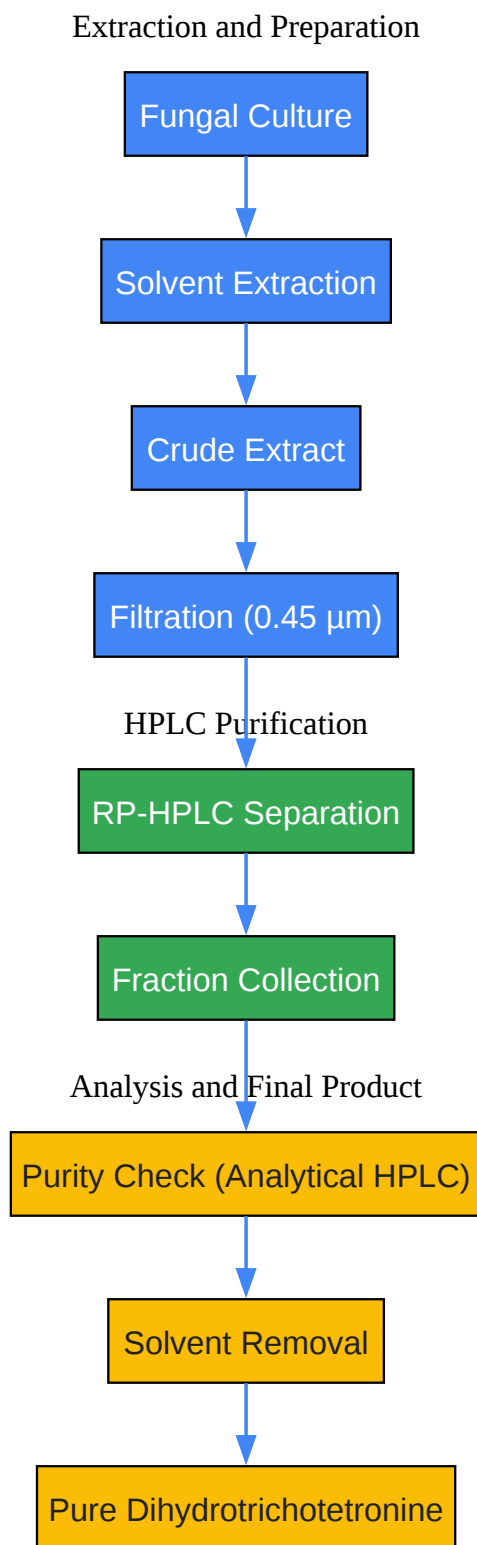 Extraction and Preparation
Fungal Culture
Solvent Extraction
Crude Extract
Filtration (0.45 µm)
HPLC Purification
RP-HPLC Separation
Fraction Collection
Analysis and Final Product
Purity Check (Analytical HPLC)
Solvent Removal
Pure Dihydrotrichotetronine